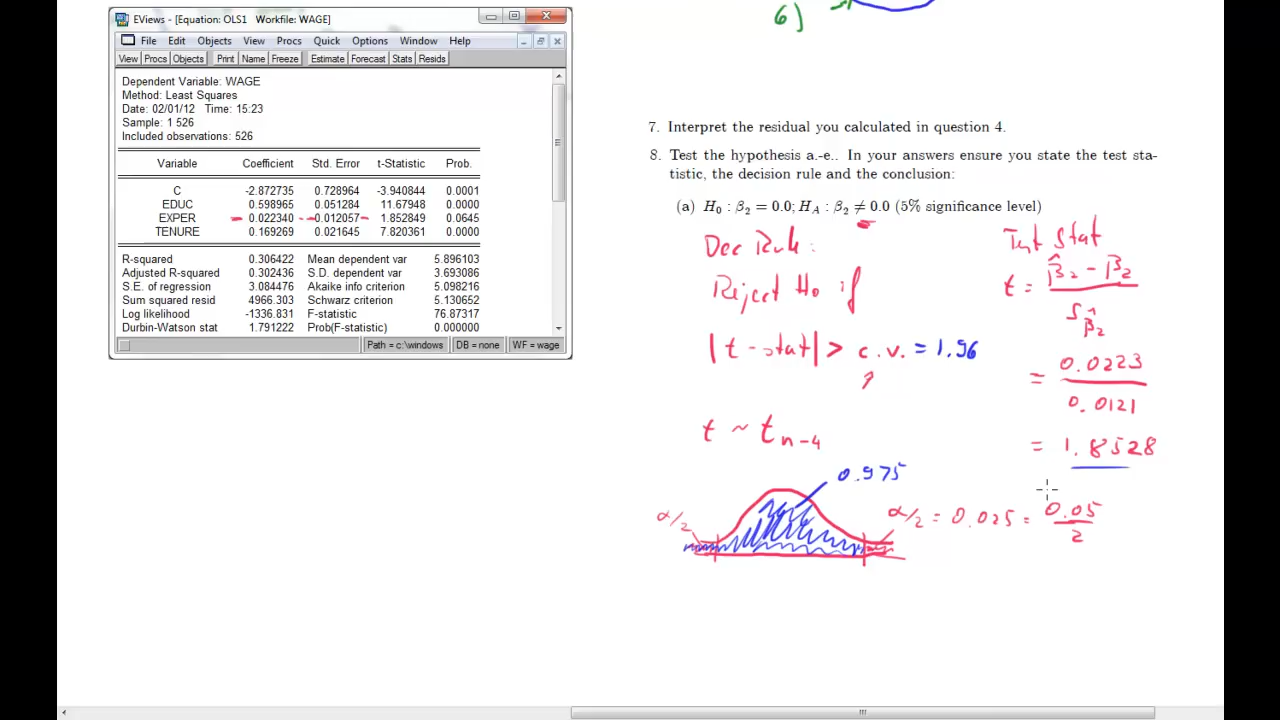 EViews - [Equation: OLS1   Workfile: WAGE]
File Edit Objects View Procs Quick Options Window Help
View Procs Objects Print Name Freeze Estimate Forecast Stats Resids
Dependent Variable: WAGE
Method: Least Squares
Date: 02/01/12   Time: 15:23
Sample: 1 526
Included observations: 526
Variable Coefficient Std. Error t-Statistic Prob.
C -2.872735 0.728964 -3.940844 0.0001
EDUC 0.598965 0.051284 11.67948 0.0000
EXPER 0.022340 0.012057 1.852849 0.0645
TENURE 0.169269 0.021645 7.820361 0.0000
R-squared 0.306422 Mean dependent var 5.896103
Adjusted R-squared 0.302436 S.D. dependent var 3.693086
S.E. of regression 3.084476 Akaike info criterion 5.098216
Sum squared resid 4966.303 Schwarz criterion 5.130652
Log likelihood -1336.831 F-statistic 76.87317
Durbin-Watson stat 1.791222 Prob(F-statistic) 0.000000
Path = c:\windows DB = none WF = wage
6)
7. Interpret the residual you calculated in question 4.
8. Test the hypothesis a.-e.. In your answers ensure you state the test sta-
tistic, the decision rule and the conclusion:
(a) H₀ : β₂ = 0.0; H_A : β₂ ≠ 0.0 (5% significance level)
Dec Rule:
Reject Ho if
|t-stat| > c.v. = 1.96
t ~ t n-4
0.975
α/2
α/2 = 0.025 = 0.05
2
Test Stat
t = β̂₂ - β₂
S β̂₂
= 0.0223
0.0121
= 1.8528